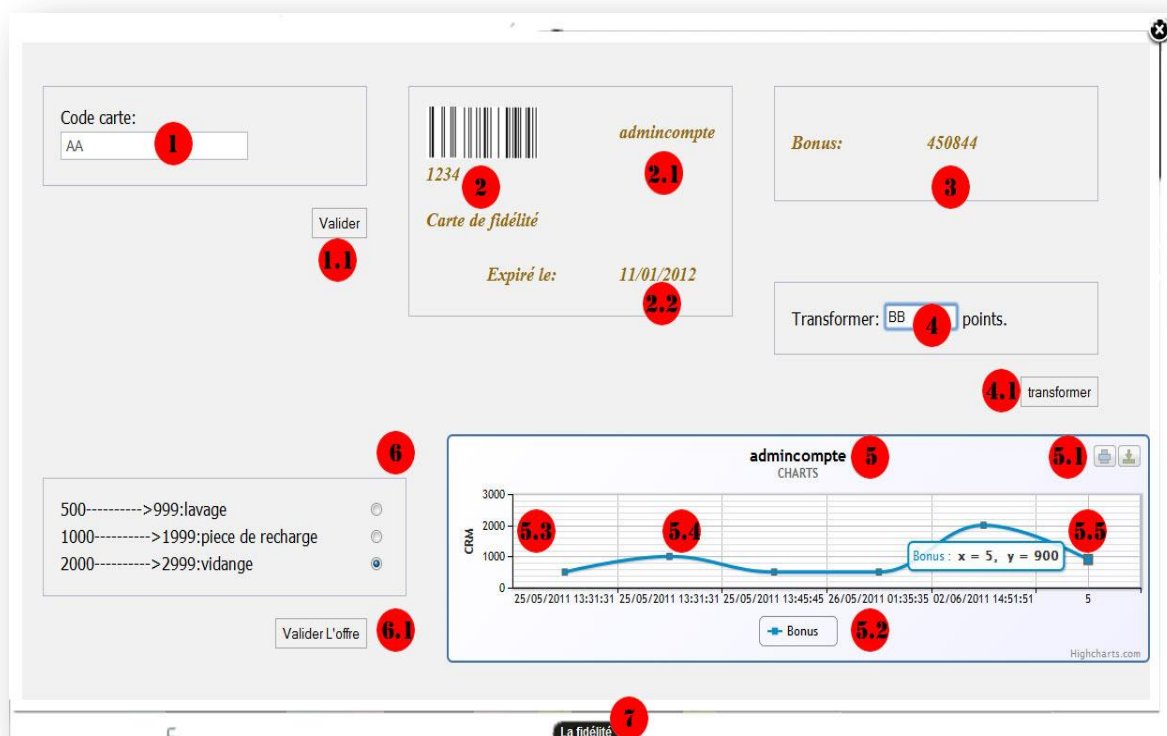 Code carte:
AA
1
Valider
1.1
1234
2
admincompte
2.1
Carte de fidélité
Expiré le:
11/01/2012
2.2
Bonus:
450844
3
Transformer:
BB
4
points.
4.1
transformer
6
500---------->999:lavage
1000---------->1999:piece de recharge
2000---------->2999:vidange
Valider L'offre
6.1
admincompte
5
CHARTS
5.1
3000
2000
1000
0
CRM
5.3
5.4
5.5
Bonus : x = 5, y = 900
25/05/2011 13:31:31
25/05/2011 13:31:31
25/05/2011 13:45:45
26/05/2011 01:35:35
02/06/2011 14:51:51
5
Bonus
5.2
Highcharts.com
La fidélité
7